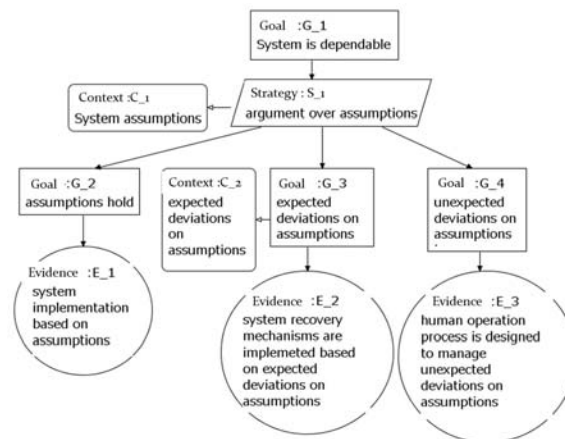 Goal :G_1
System is dependable
Context :C_1
System assumptions
Strategy : S_1
argument over assumptions
Goal :G_2
assumptions hold
Context :C_2
expected
deviations
on
assumptions
Goal :G_3
expected
deviations on
assumptions
Goal :G_4
unexpected
deviations on
assumptions
.
Evidence :E_1
system
implementation
based on
assumptions
Evidence :E_2
system recovery
mechanisms are
implemeted based
on expected
deviations on
assumptions
Evidence :E_3
human operation
process is designed
to manage
unexpected
deviations on
assumptions